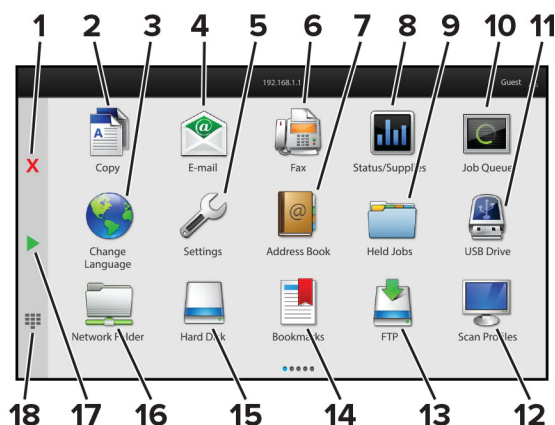 1 2 3 4 5 6 7 8 9 10 11
192.168.1.1 Guest
X
A @ @
Copy E-mail Fax Status/Supplies Job Queue
Change Language Settings Address Book Held Jobs USB Drive
Network Folder Hard Disk Bookmarks FTP Scan Profiles
18 17 16 15 14 13 12